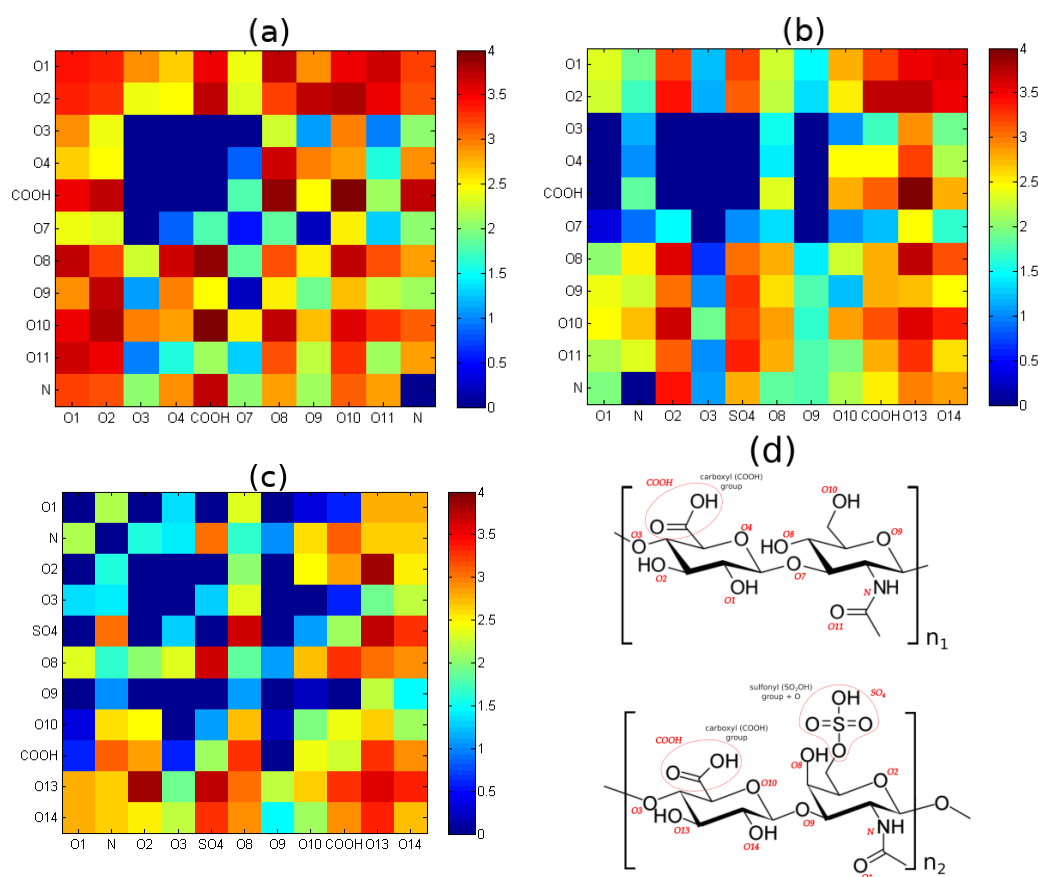 (a)
O1
O2
O3
O4
COOH
O7
O8
O9
O10
O11
N
O1 O2 O3 O4 COOH O7 O8 O9 O10 O11 N
4
3.5
3
2.5
2
1.5
1
0.5
0
(b)
O1
O2
O3
O4
COOH
O7
O8
O9
O10
O11
N
O1 N O2 O3 SO4 O8 O9 O10 COOH O13 O14
4
3.5
3
2.5
2
1.5
1
0.5
0
(c)
O1
N
O2
O3
SO4
O8
O9
O10
COOH
O13
O14
O1 N O2 O3 SO4 O8 O9 O10 COOH O13 O14
4
3.5
3
2.5
2
1.5
1
0.5
0
(d)
COOH
carboxyl (COOH)
group
OH
O
O3
O
O4
O
HO
O2
OH
O1
O
O7
O10
OH
O8
HO
O9
O
N
NH
O
O11
n1
sulfonyl (SO2OH)
group + O
SO4
OH
O S O
O
carboxyl (COOH)
group
COOH
O
OH
O8
OH
O10
O
O2
O
O
O3
HO
O13
OH
O14
O
O9
O
N
NH
O
O1
n2